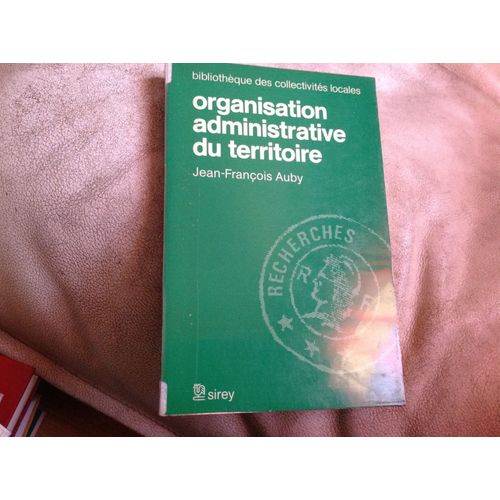 bibliothèque des collectivités locales
organisation
administrative
du territoire
Jean-François Auby
RECHERCHES
R F
sirey